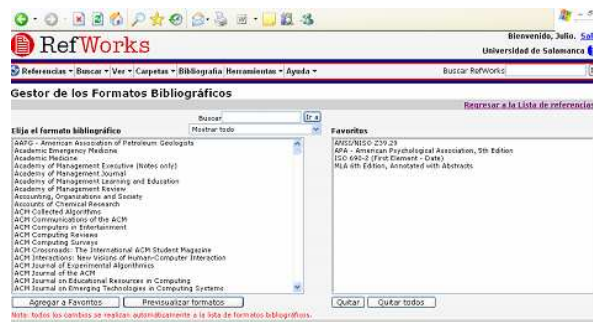 RefWorks
Bienvenido, Julio.
Universidad de Salamanca
Referencias Buscar Ver Carpetas Bibliografía Herramientas Ayuda
Buscar RefWorks
Gestor de los Formatos Bibliográficos
Regresar a la Lista de referencias
Buscar Ir a
Elija el formato bibliográfico Mostrar todo
AAPG - American Association of Petroleum Geologists
Academic Emergency Medicine
Academic Medicine
Academy of Management Executive (Notes only)
Academy of Management Journal
Academy of Management Learning and Education
Academy of Management Review
Accounting, Organizations and Society
Accounts of Chemical Research
ACM Collected Algorithms
ACM Communications of the ACM
ACM Computers in Entertainment
ACM Computing Reviews
ACM Computing Surveys
ACM Crossroads: The International ACM Student Magazine
ACM Interactions: New Visions of Human-Computer Interaction
ACM Journal of Experimental Algorithmics
ACM Journal of the ACM
ACM Journal on Educational Resources in Computing
ACM Journal on Emerging Technologies in Computing Systems
Favoritos
ANSI/NISO Z39.29
APA - American Psychological Association, 5th Edition
ISO 690-2 (First Element - Date)
MLA 6th Edition, Annotated with Abstracts
Agregar a Favoritos Previsualizar formatos
Quitar Quitar todos
Nota: todos los cambios se realizan automáticamente a la lista de formatos bibliográficos.